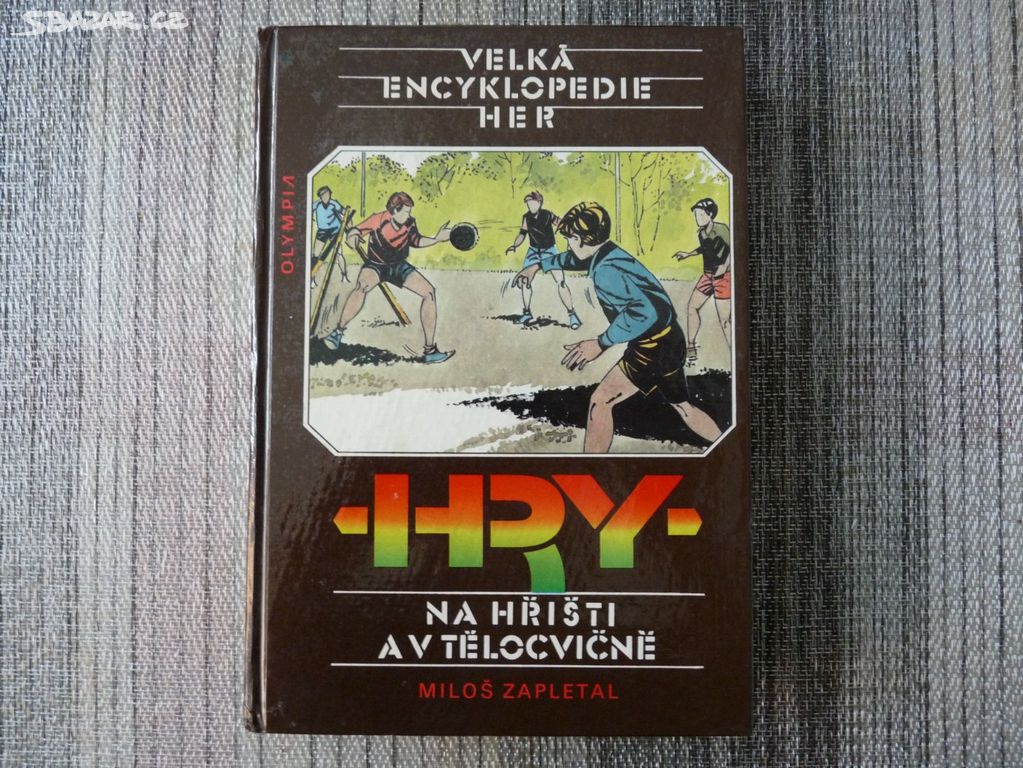 SBAZAR.CZ
VELKÁ
ENCYKLOPEDIE
HER
OLYMPIA
HRY
NA HŘIŠTI
A V TĚLOCVIČNĚ
MILOŠ ZAPLETAL